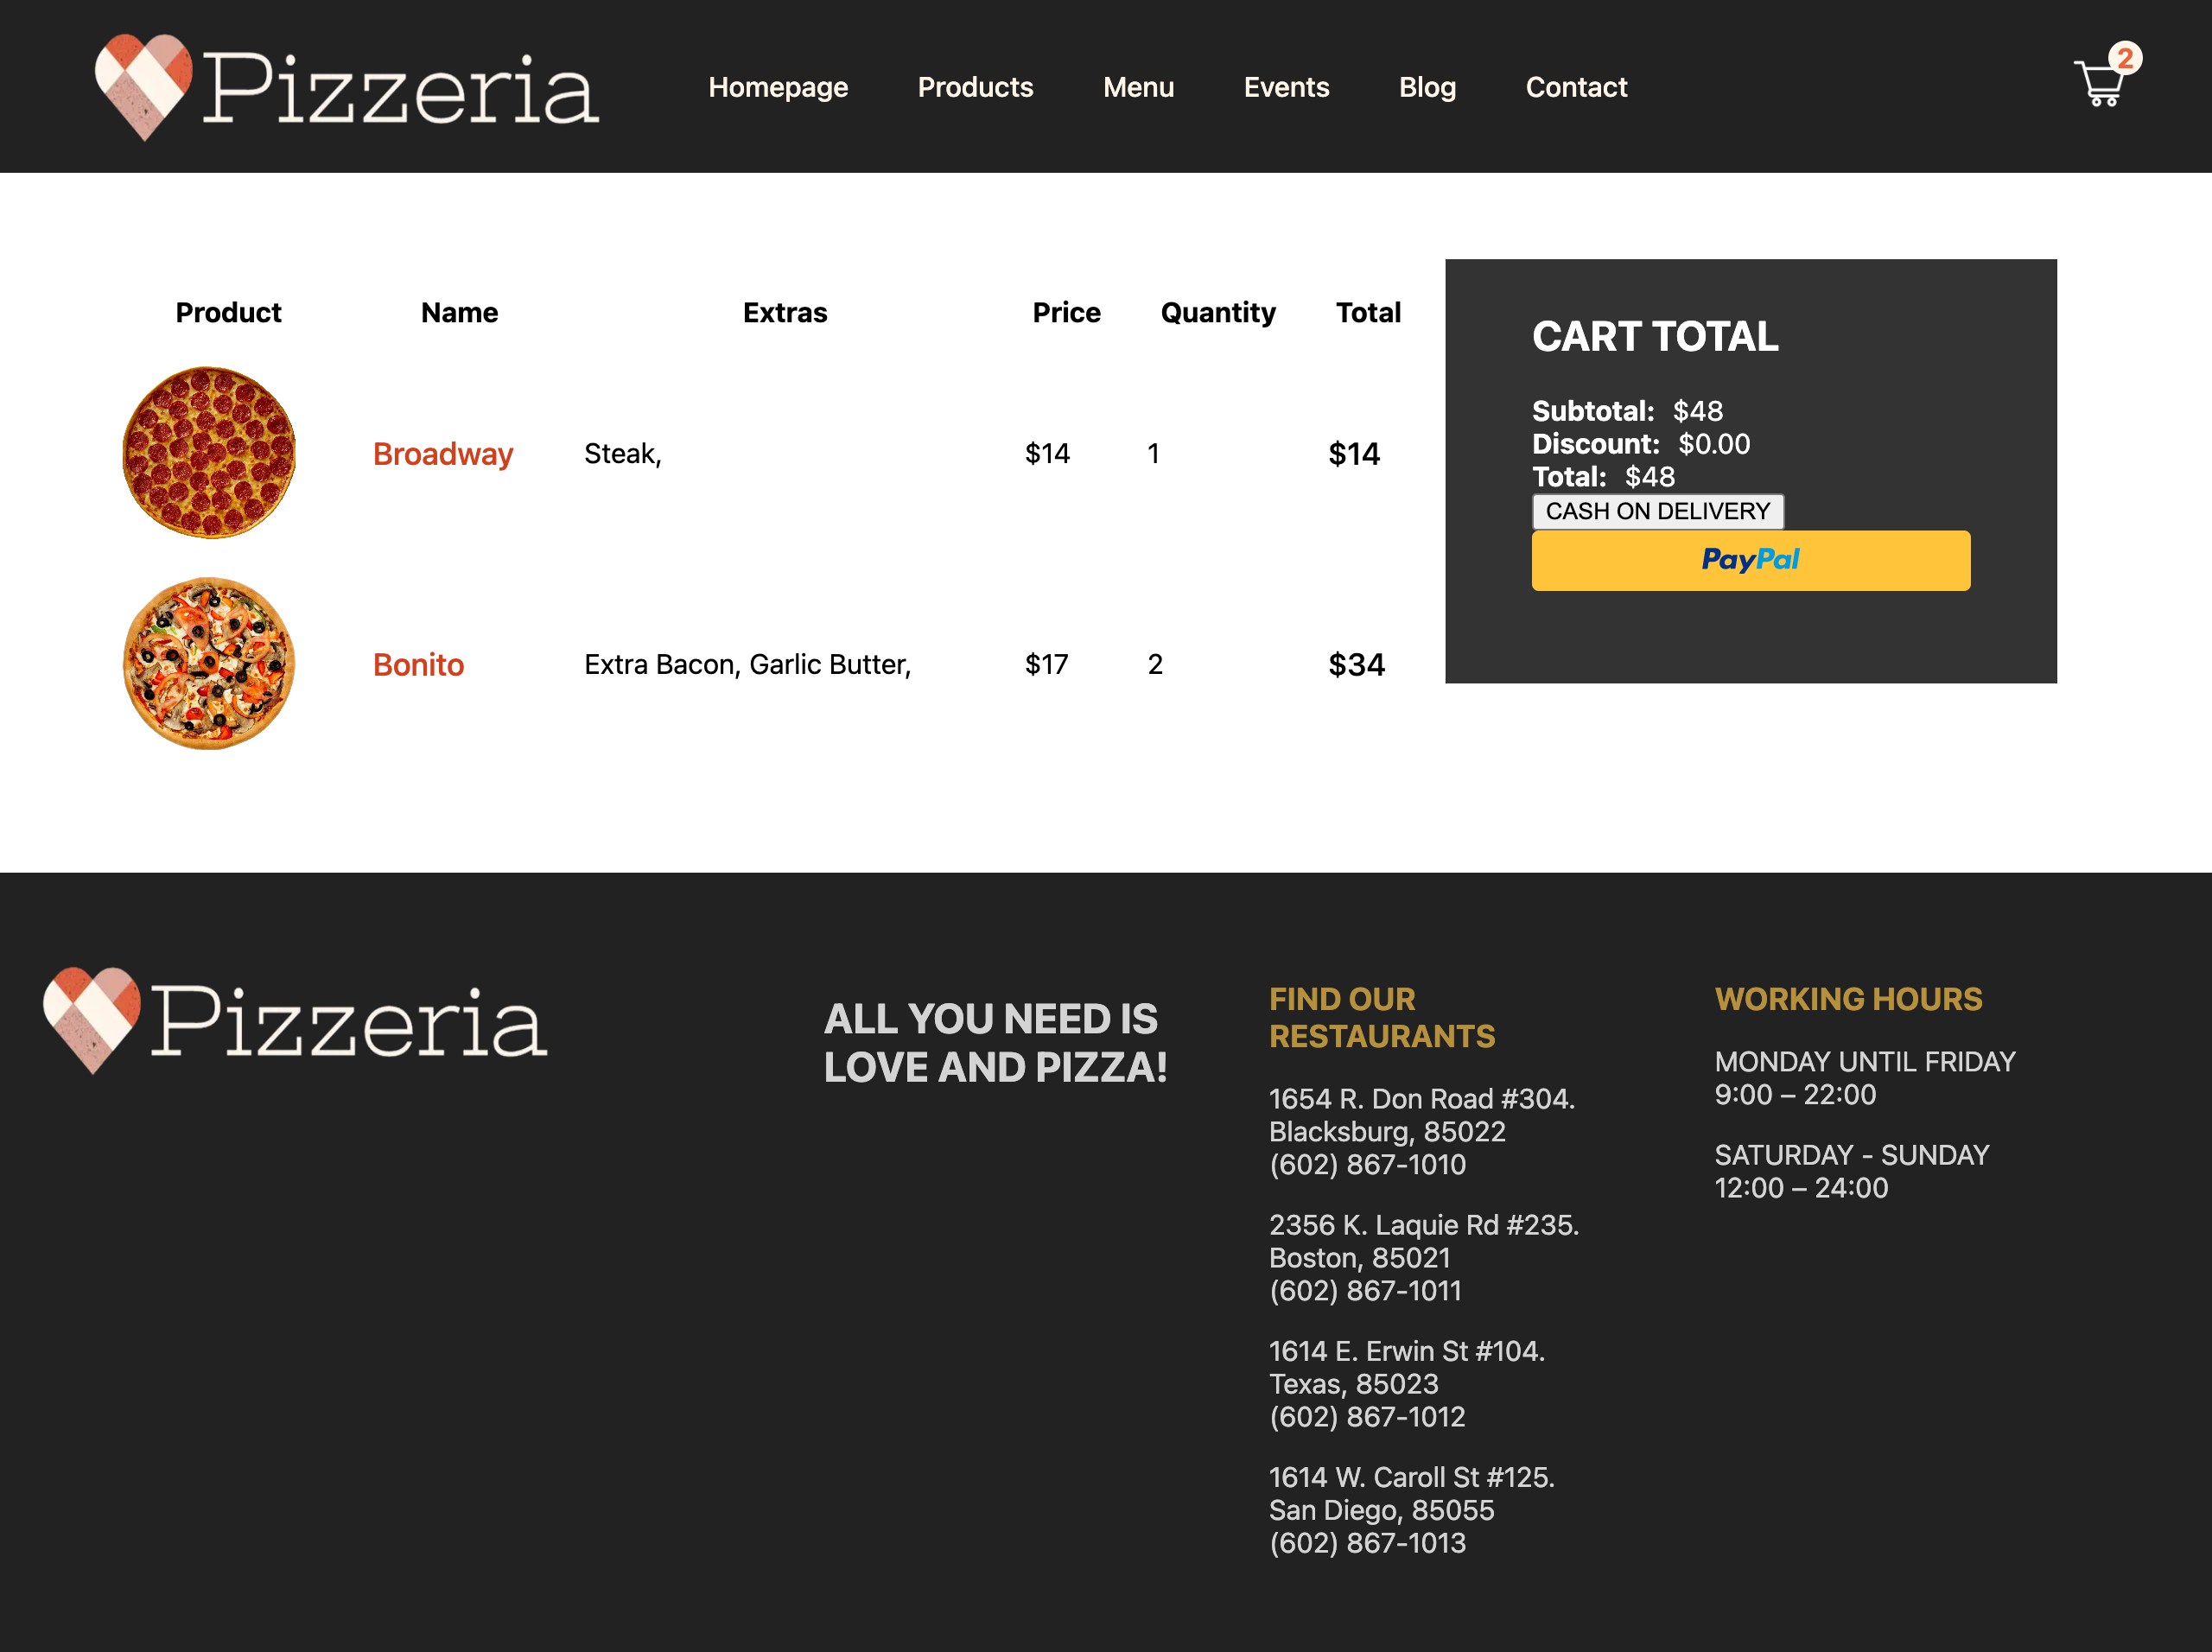 Pizzeria
Homepage Products Menu Events Blog Contact
2
Product Name Extras Price Quantity Total
Broadway Steak, $14 1 $14
Bonito Extra Bacon, Garlic Butter, $17 2 $34
CART TOTAL
Subtotal: $48
Discount: $0.00
Total: $48
CASH ON DELIVERY
PayPal
Pizzeria
ALL YOU NEED IS
LOVE AND PIZZA!
FIND OUR
RESTAURANTS
1654 R. Don Road #304.
Blacksburg, 85022
(602) 867-1010
2356 K. Laquie Rd #235.
Boston, 85021
(602) 867-1011
1614 E. Erwin St #104.
Texas, 85023
(602) 867-1012
1614 W. Caroll St #125.
San Diego, 85055
(602) 867-1013
WORKING HOURS
MONDAY UNTIL FRIDAY
9:00 – 22:00
SATURDAY - SUNDAY
12:00 – 24:00